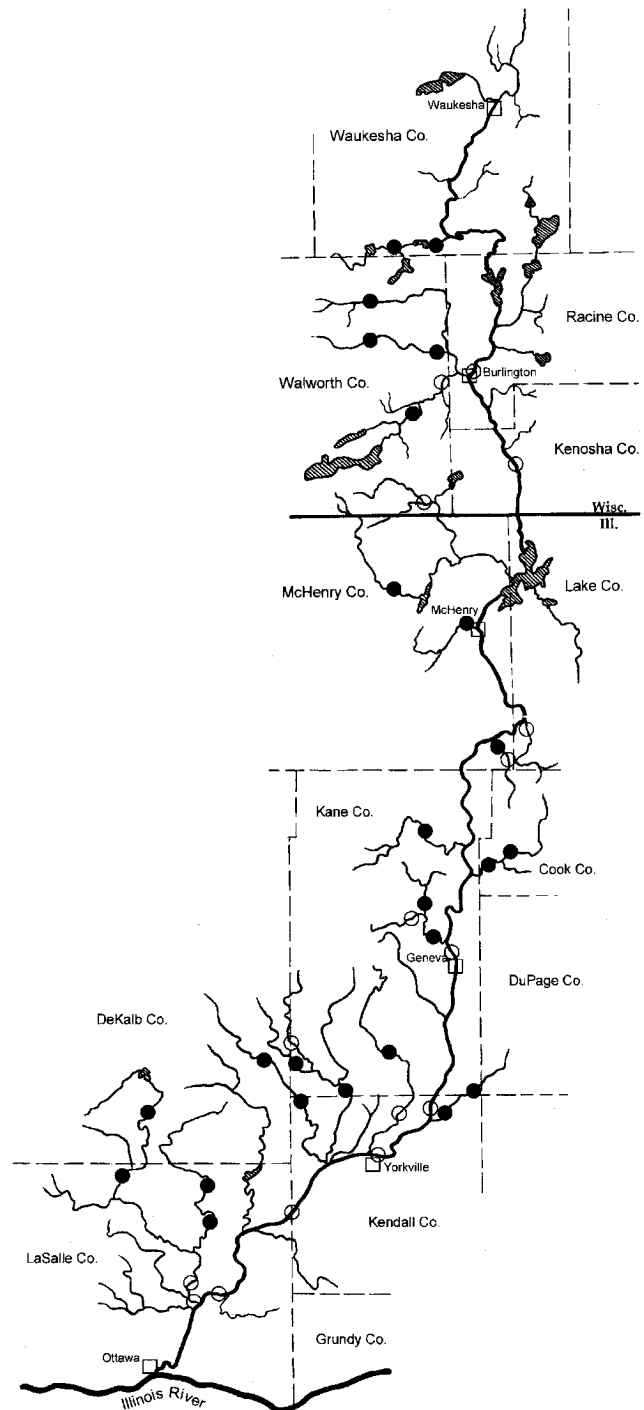 Waukesha
Waukesha Co.
Racine Co.
Burlington
Walworth Co.
Kenosha Co.
Wisc.
Ill.
McHenry Co.
Lake Co.
McHenry
Kane Co.
Cook Co.
Geneva
DuPage Co.
DeKalb Co.
Yorkville
Kendall Co.
LaSalle Co.
Grundy Co.
Ottawa
Illinois River